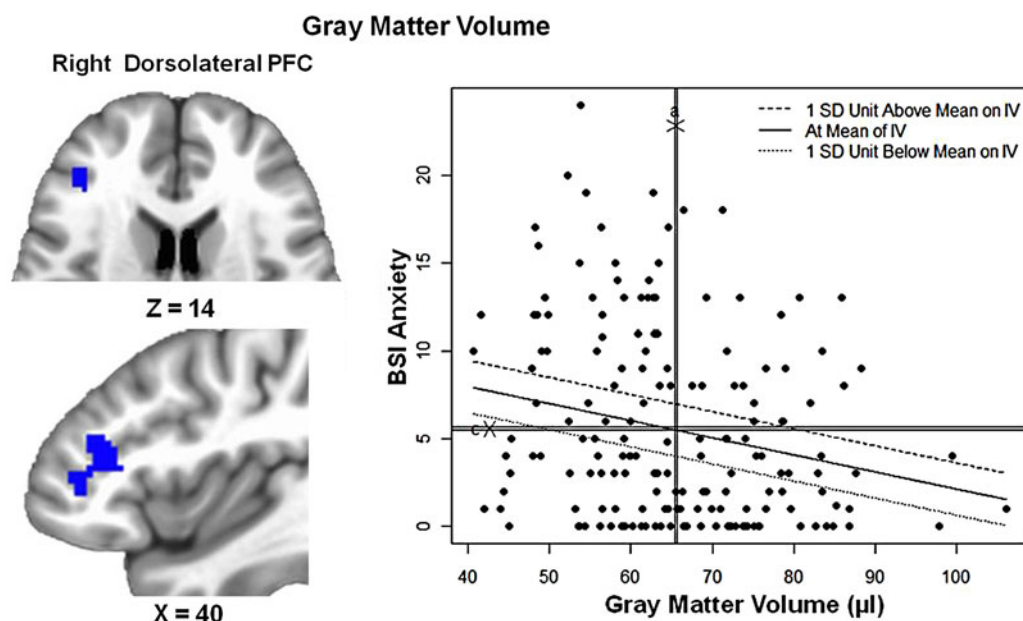 Gray Matter Volume
Right Dorsolateral PFC
Z = 14
X = 40
a
1 SD Unit Above Mean on IV
At Mean of IV
1 SD Unit Below Mean on IV
BSI Anxiety
20
15
10
5
0
c
40 50 60 70 80 90 100
Gray Matter Volume (µl)